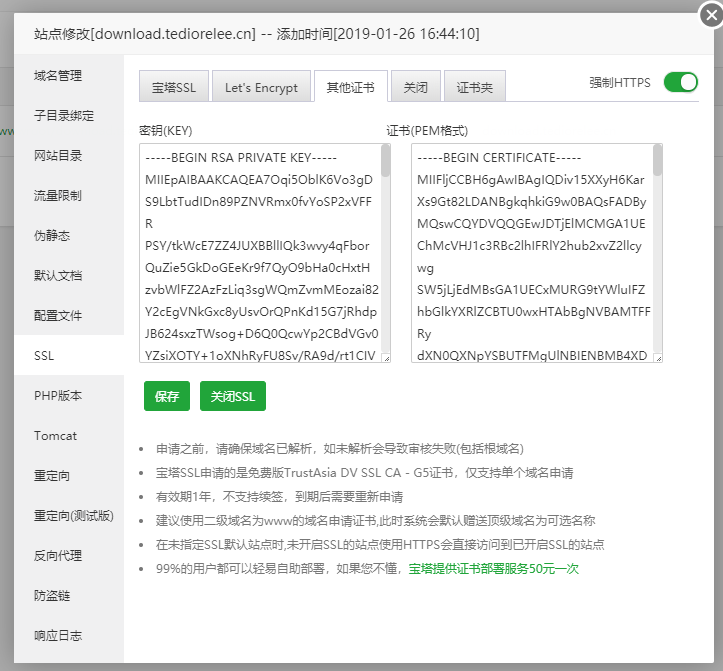 站点修改[download.tediorelee.cn] -- 添加时间[2019-01-26 16:44:10]
域名管理
子目录绑定
网站目录
流量限制
伪静态
默认文档
配置文件
SSL
PHP版本
Tomcat
重定向
重定向(测试版)
反向代理
防盗链
响应日志
宝塔SSL
Let's Encrypt
其他证书
关闭
证书夹
强制HTTPS
密钥(KEY)
-----BEGIN RSA PRIVATE KEY-----
MIIEpAIBAAKCAQEA7Oqi5OblK6Vo3gD
S9LbtTudIDn89PZNVRmx0fvYoSP2xVFF
R
PSY/tkWcE7ZZ4JUXBBllIQk3wvy4qFbor
QuZie5GkDoGEeKr9f7QyO9bHa0cHxtH
zvbWlFZ2AzFzLiq3sgWQmZvmMEozai82
Y2cEgVNkGxc8yUsvOrQPnKd15G7jRhdp
JB624sxzTWsog+D6Q0QcwYp2CBdVGv0
YZsiXOTY+1oXNhRyFU8Sv/RA9d/rt1CIV
证书(PEM格式)
-----BEGIN CERTIFICATE-----
MIIFljCCBH6gAwIBAgIQDiv15XXyH6Kar
Xs9Gt82LDANBgkqhkiG9w0BAQsFADBy
MQswCQYDVQQGEwJDTjElMCMGA1UE
ChMcVHJ1c3RBc2lhIFRlY2hub2xvZ2llcy
wg
SW5jLjEdMBsGA1UECxMURG9tYWluIFZ
hbGlkYXRlZCBTU0wxHTAbBgNVBAMTFF
Ry
dXN0QXNpYSBUTFMgUlNBIENBMB4XD
保存
关闭SSL
申请之前，请确保域名已解析，如未解析会导致审核失败(包括根域名)
宝塔SSL申请的是免费版TrustAsia DV SSL CA - G5证书，仅支持单个域名申请
有效期1年，不支持续签，到期后需要重新申请
建议使用二级域名为www的域名申请证书,此时系统会默认赠送顶级域名为可选名称
在未指定SSL默认站点时,未开启SSL的站点使用HTTPS会直接访问到已开启SSL的站点
99%的用户都可以轻易自助部署，如果您不懂，宝塔提供证书部署服务50元一次